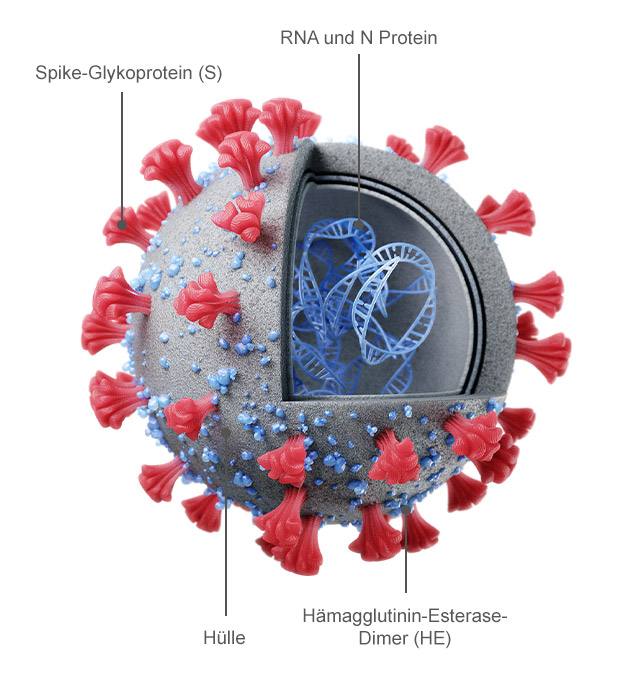 RNA und N Protein
Spike-Glykoprotein (S)
Hämagglutinin-Esterase-
Dimer (HE)
Hülle